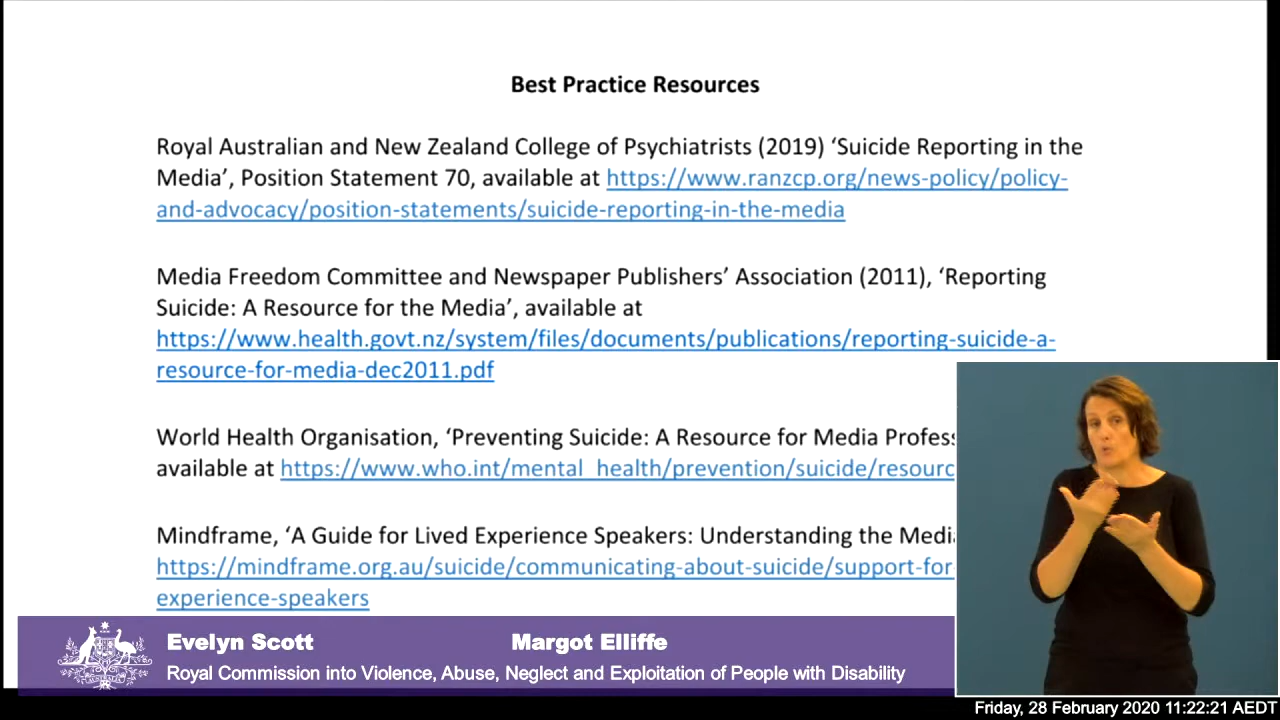 Best Practice Resources
Royal Australian and New Zealand College of Psychiatrists (2019) ‘Suicide Reporting in the
Media’, Position Statement 70, available at https://www.ranzcp.org/news-policy/policy-
and-advocacy/position-statements/suicide-reporting-in-the-media
Media Freedom Committee and Newspaper Publishers’ Association (2011), ‘Reporting
Suicide: A Resource for the Media’, available at
https://www.health.govt.nz/system/files/documents/publications/reporting-suicide-a-
resource-for-media-dec2011.pdf
World Health Organisation, ‘Preventing Suicide: A Resource for Media Profess
available at https://www.who.int/mental_health/prevention/suicide/resourc
Mindframe, ‘A Guide for Lived Experience Speakers: Understanding the Medi
https://mindframe.org.au/suicide/communicating-about-suicide/support-for-
experience-speakers
Evelyn Scott Margot Elliffe
Royal Commission into Violence, Abuse, Neglect and Exploitation of People with Disability
Friday, 28 February 2020 11:22:21 AEDT